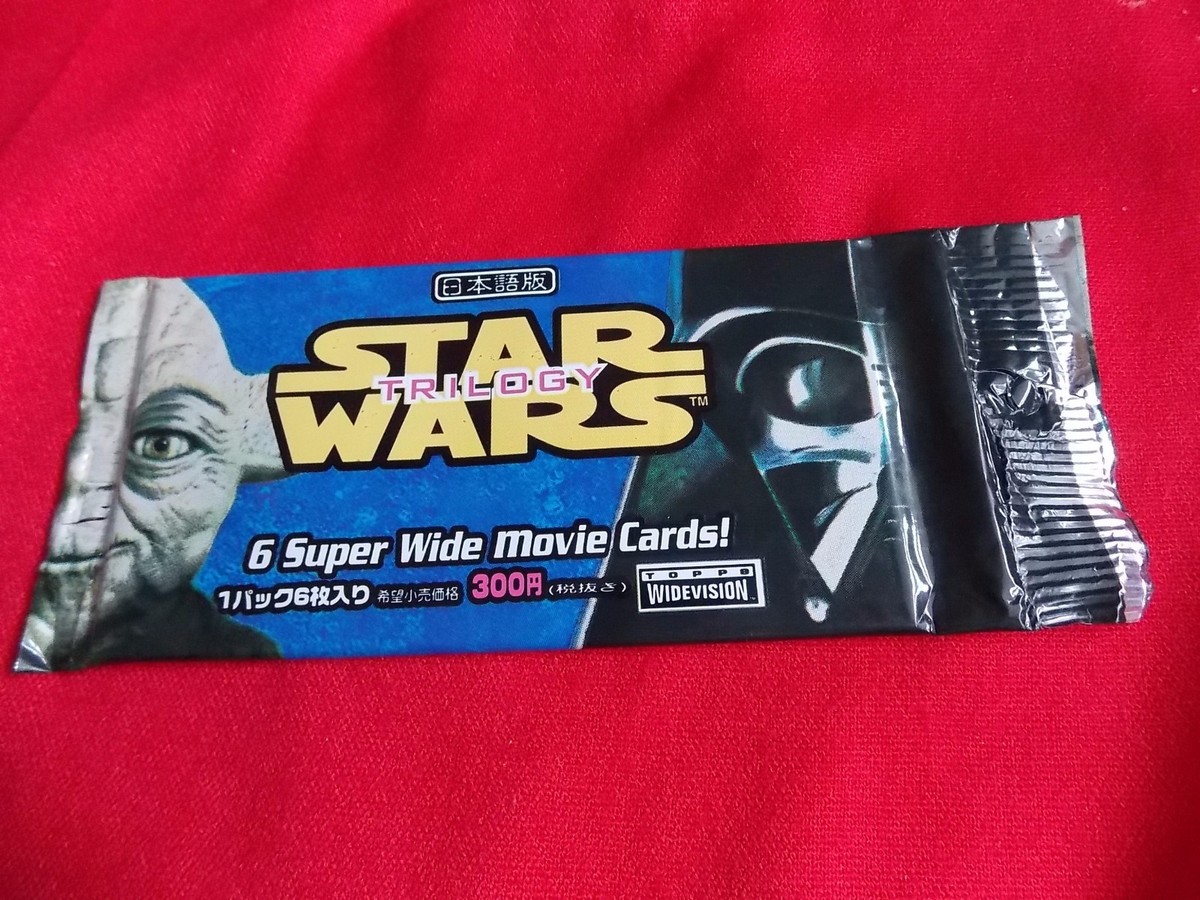 日本語版
STAR
TRILOGY
WARS™
6 Super Wide Movie Cards!
1パック6枚入り 希望小売価格 300円 (税抜き)
TOPPS
WIDEVISION™